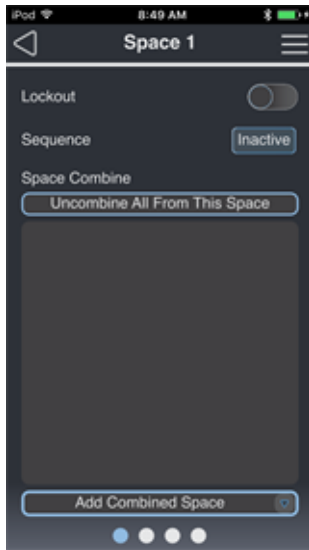 iPod 8:49 AM
Space 1
Lockout
Sequence Inactive
Space Combine
Uncombine All From This Space
Add Combined Space